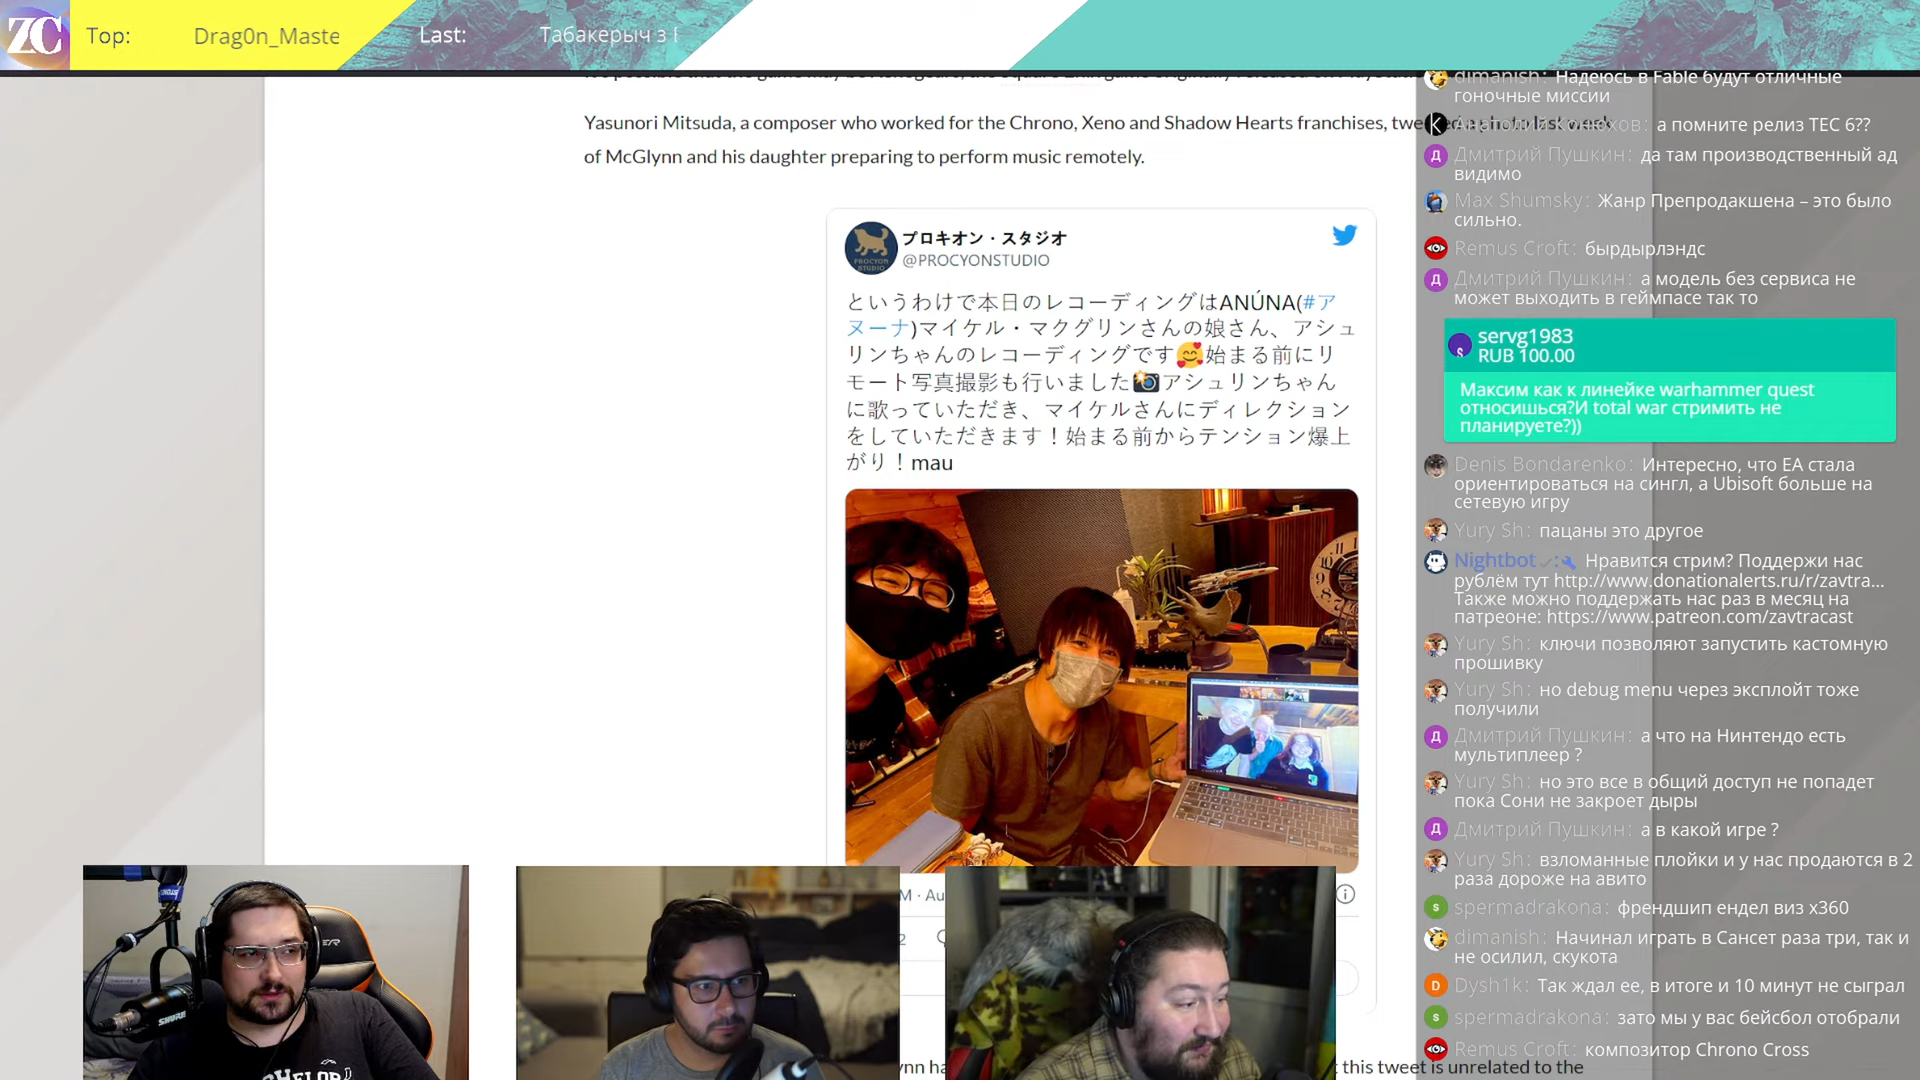 ZC
Top:
Drag0n_Maste
Last:
Табакерыч з
Yasunori Mitsuda, a composer who worked for the Chrono, Xeno and Shadow Hearts franchises, twe
of McGlynn and his daughter preparing to perform music remotely.
プロキオン・スタジオ
@PROCYONSTUDIO
PROCYON
STUDIO
というわけで本日のレコーディングはANÚNA(#ア
ヌーナ)マイケル・マクグリンさんの娘さん、アシュ
リンちゃんのレコーディングです🥰始まる前にリ
モート写真撮影も行いました📸アシュリンちゃん
に歌っていただき、マイケルさんにディレクション
をしていただきます！始まる前からテンション爆上
がり！mau
M · Au
2
SHURE
this tweet is unrelated to the
dimanish: Надеюсь в Fable будут отличные
гоночные миссии
а помните релиз ТЕС 6??
Дмитрий Пушкин: да там производственный ад
видимо
Max Shumsky: Жанр Препродакшена – это было
сильно.
Remus Croft: бырдырлэндс
Дмитрий Пушкин: а модель без сервиса не
может выходить в геймпасе так то
servg1983
RUB 100.00
Максим как к линейке warhammer quest
относишься?И total war стримить не
планируете?))
Denis Bondarenko: Интересно, что EA стала
ориентироваться на сингл, а Ubisoft больше на
сетевую игру
Yury Sh: пацаны это другое
Nightbot : Нравится стрим? Поддержи нас
рублём тут http://www.donationalerts.ru/r/zavtra...
Также можно поддержать нас раз в месяц на
патреоне: https://www.patreon.com/zavtracast
Yury Sh: ключи позволяют запустить кастомную
прошивку
Yury Sh: но debug menu через эксплойт тоже
получили
Дмитрий Пушкин: а что на Нинтендо есть
мультиплеер ?
Yury Sh: но это все в общий доступ не попадет
пока Сони не закроет дыры
Дмитрий Пушкин: а в какой игре ?
Yury Sh: взломанные плойки и у нас продаются в 2
раза дороже на авито
spermadrakona: френдшип ендел виз х360
dimanish: Начинал играть в Сансет раза три, так и
не осилил, скукота
Dysh1k: Так ждал ее, в итоге и 10 минут не сыграл
spermadrakona: зато мы у вас бейсбол отобрали
Remus Croft: композитор Chrono Cross